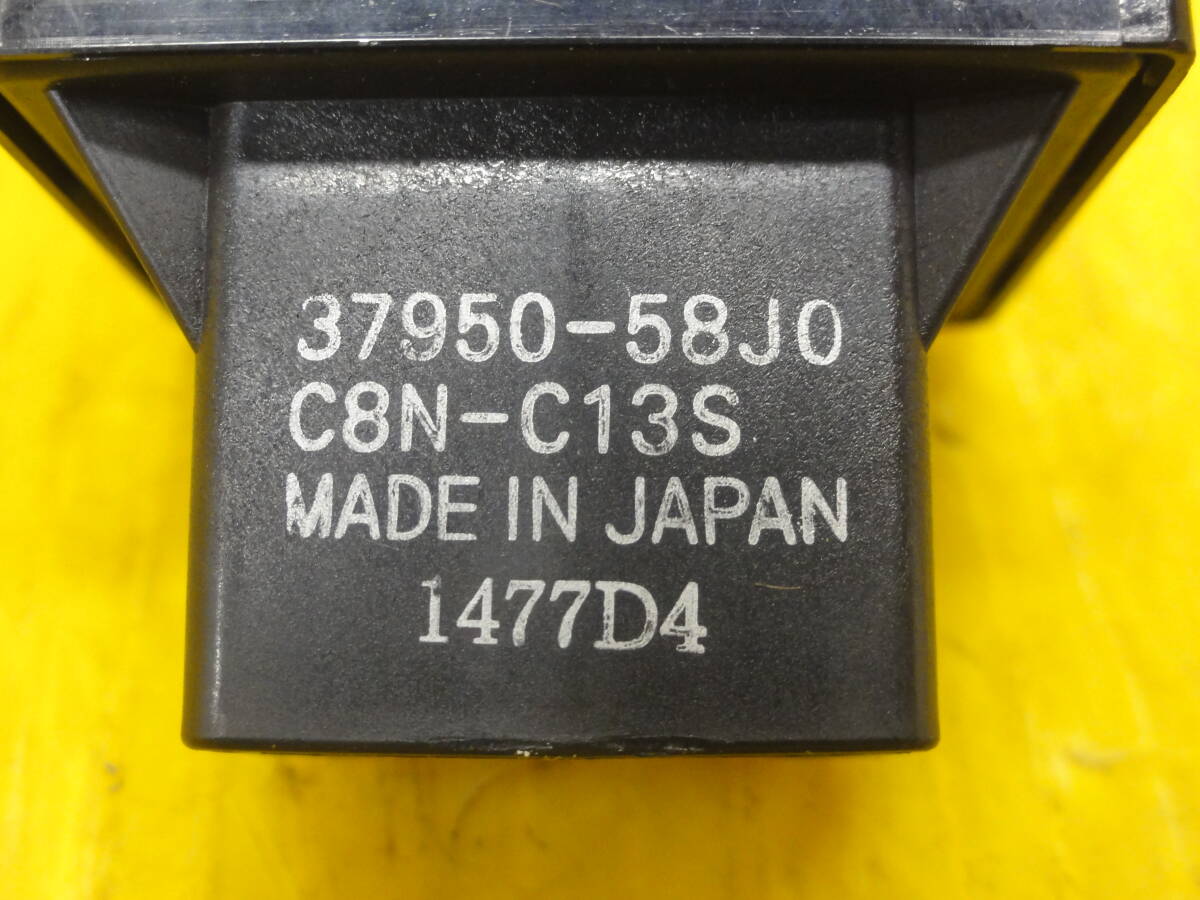 37950-58J0
C8N-C13S
MADE IN JAPAN
1477D4